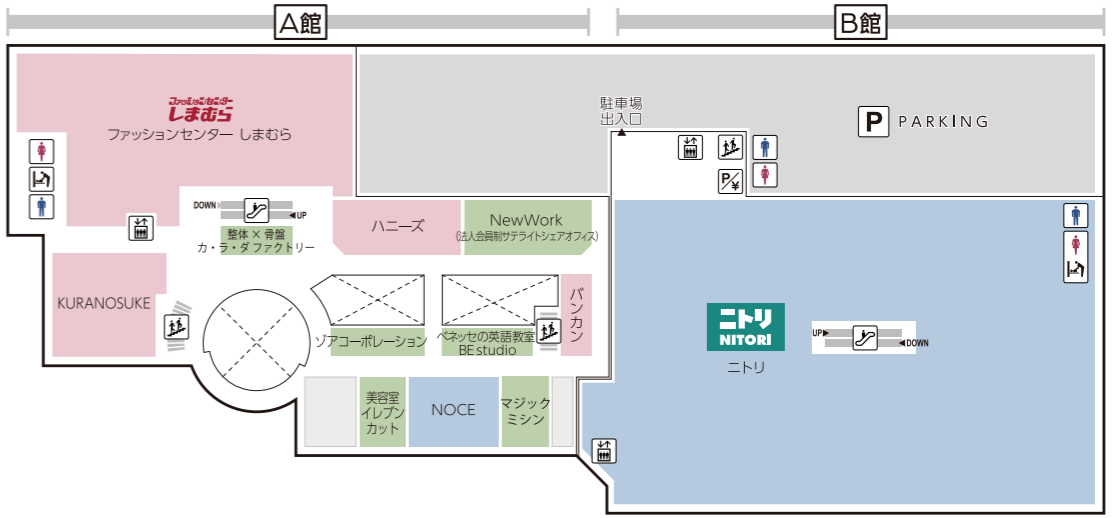 A館
B館
ファッションセンター
しまむら
ファッションセンター しまむら
駐車場
出入口
P PARKING
P/¥
DOWN
UP
整体 × 骨盤
カ・ラ・ダ ファクトリー
ハニーズ
NewWork
(法人会員制サテライトシェアオフィス)
KURANOSUKE
バンカン
ゾアコーポレーション
ベネッセの英語教室
BE studio
ニトリ
NITORI
ニトリ
UP
DOWN
美容室
イレブン
カット
NOCE
マジック
ミシン